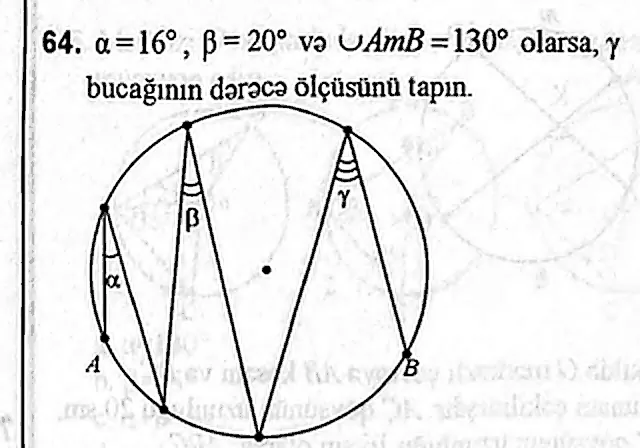 64. α=16°, β=20° və ∪AmB=130° olarsa, γ
bucağının dərəcə ölçüsünü tapın.
β
γ
α
A
B